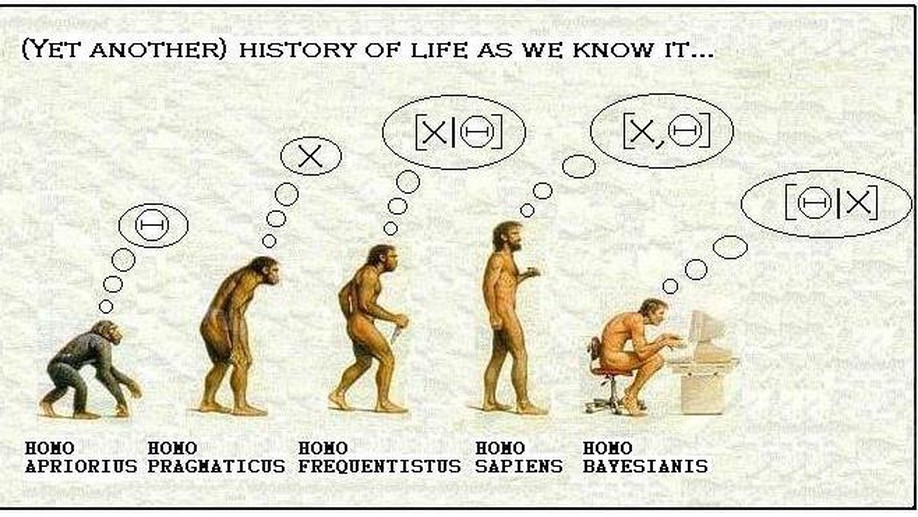 (YET ANOTHER) HISTORY OF LIFE AS WE KNOW IT...
Θ
X
[X|Θ]
[X,Θ]
[Θ|X]
HOMO APRIORIUS
HOMO PRAGMATICUS
HOMO FREQUENTISTUS
HOMO SAPIENS
HOMO BAYESIANIS